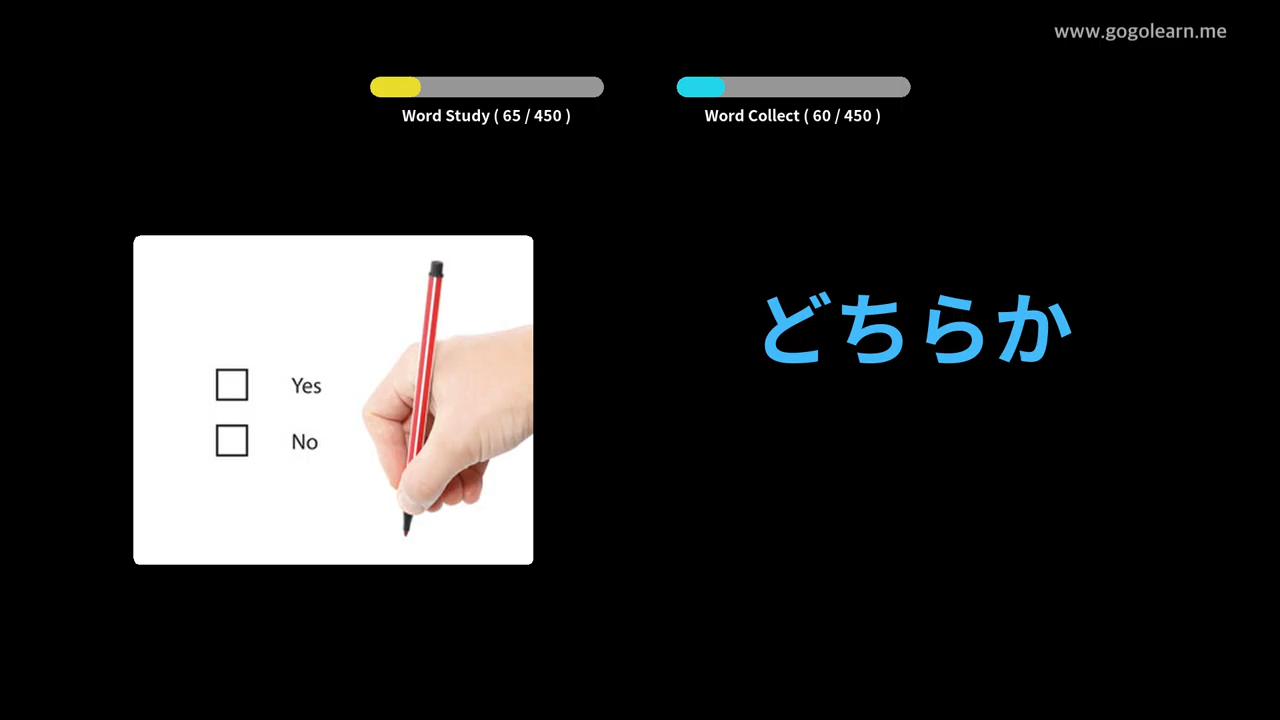 www.gogolearn.me
Word Study ( 65 / 450 )
Word Collect ( 60 / 450 )
Yes
No
どちらか